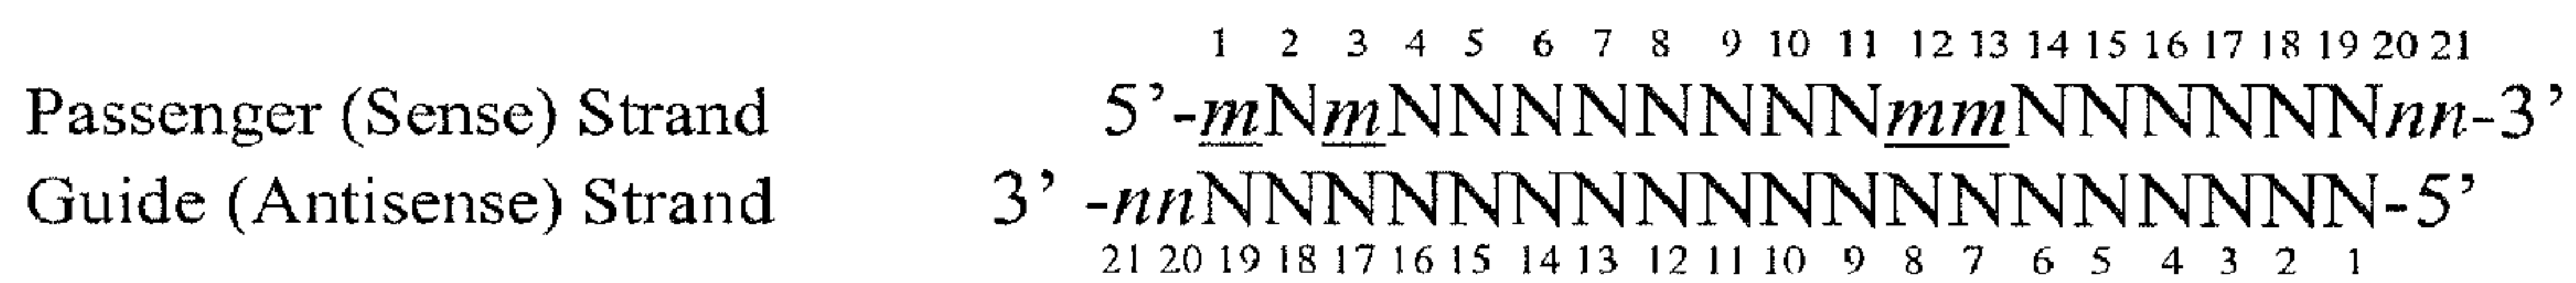 1 2 3 4 5 6 7 8 9 10 11 12 13 14 15 16 17 18 19 20 21
Passenger (Sense) Strand 5’-mNmNNNNNNNNmmNNNNNNnn-3’
Guide (Antisense) Strand 3’ -nnNNNNNNNNNNNNNNNNNNN-5’
21 20 19 18 17 16 15 14 13 12 11 10 9 8 7 6 5 4 3 2 1